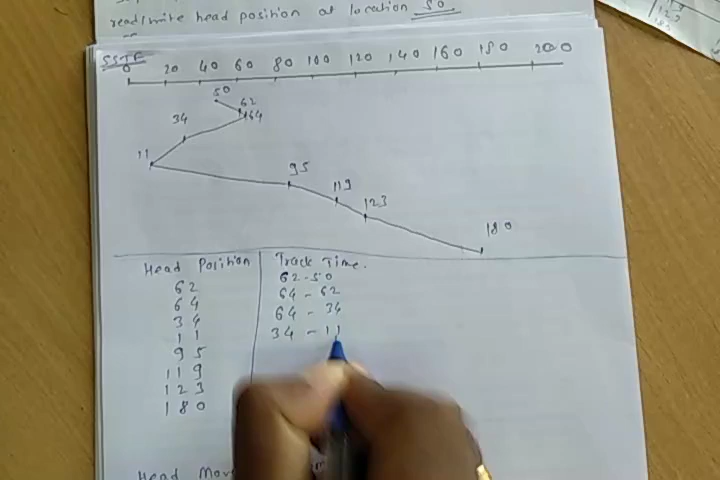 read/write head position at location 50
SSTF
0 20 40 60 80 100 120 140 160 180 200
50
62
34 64
11
95
119
123
180
Head Position Track Time.
62 62-50
64 64 - 62
34 64 - 34
11 34 - 11
95
119
123
180
Head Mov